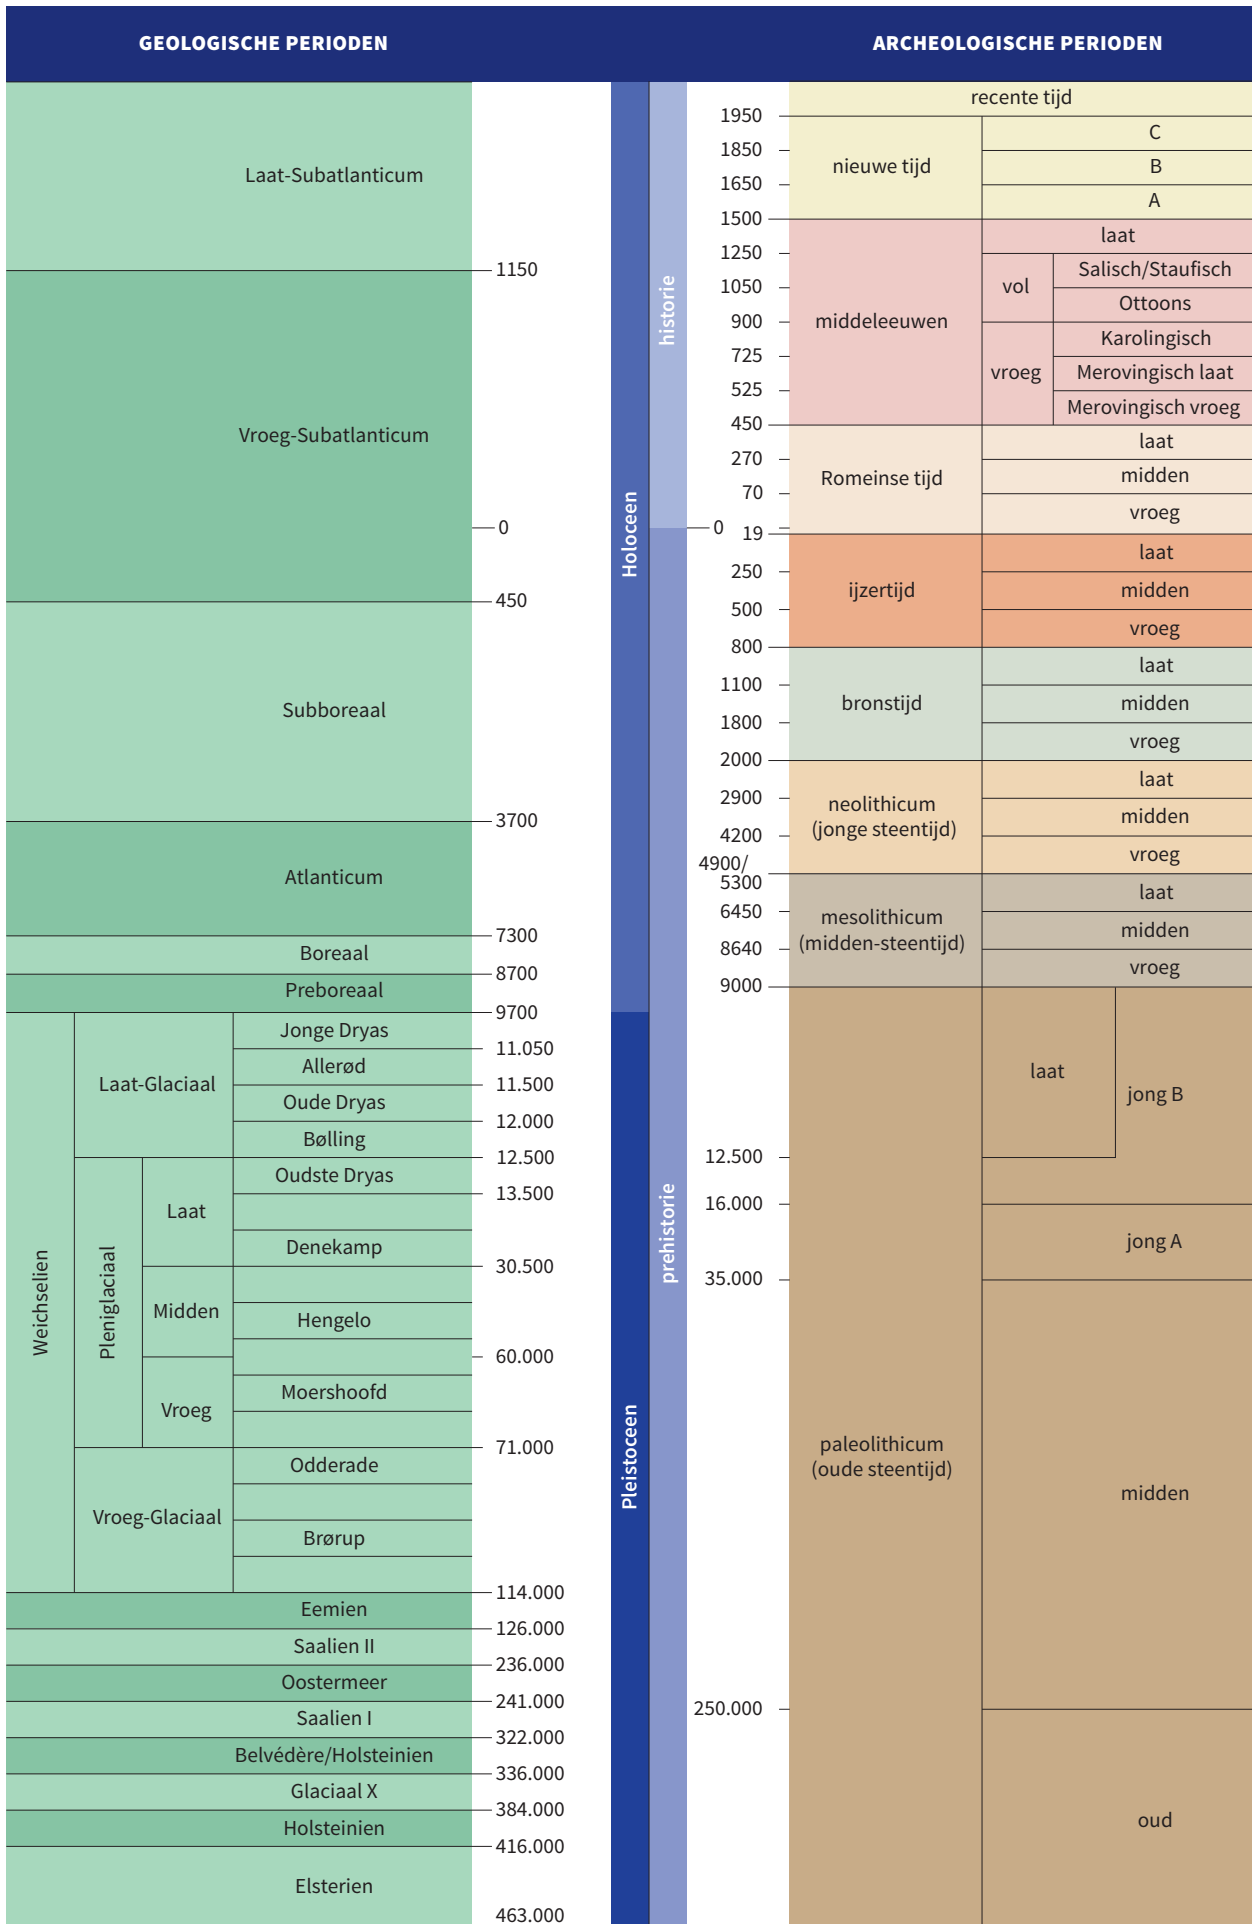 GEOLOGISCHE PERIODEN
ARCHEOLOGISCHE PERIODEN
Laat-Subatlanticum
1150
Vroeg-Subatlanticum
0
450
Subboreaal
3700
Atlanticum
7300
Boreaal
8700
Preboreaal
9700
Weichselien
Laat-Glaciaal
Jonge Dryas
11.050
Allerød
11.500
Oude Dryas
12.000
Bølling
12.500
Pleniglaciaal
Laat
Oudste Dryas
13.500
Denekamp
30.500
Midden
Hengelo
60.000
Vroeg
Moershoofd
71.000
Vroeg-Glaciaal
Odderade
Brørup
114.000
Eemien
126.000
Saalien II
236.000
Oostermeer
241.000
Saalien I
322.000
Belvédère/Holsteinien
336.000
Glaciaal X
384.000
Holsteinien
416.000
Elsterien
463.000
Holoceen
Pleistoceen
historie
prehistorie
recente tijd
1950
nieuwe tijd
C
1850
B
1650
A
1500
middeleeuwen
laat
1250
vol
Salisch/Staufisch
1050
Ottoons
900
vroeg
Karolingisch
725
Merovingisch laat
525
Merovingisch vroeg
450
Romeinse tijd
laat
270
midden
70
vroeg
0
19
ijzertijd
laat
250
midden
500
vroeg
800
bronstijd
laat
1100
midden
1800
vroeg
2000
neolithicum
(jonge steentijd)
laat
2900
midden
4200
vroeg
4900/
5300
mesolithicum
(midden-steentijd)
laat
6450
midden
8640
vroeg
9000
paleolithicum
(oude steentijd)
laat
jong B
12.500
16.000
jong A
35.000
midden
250.000
oud